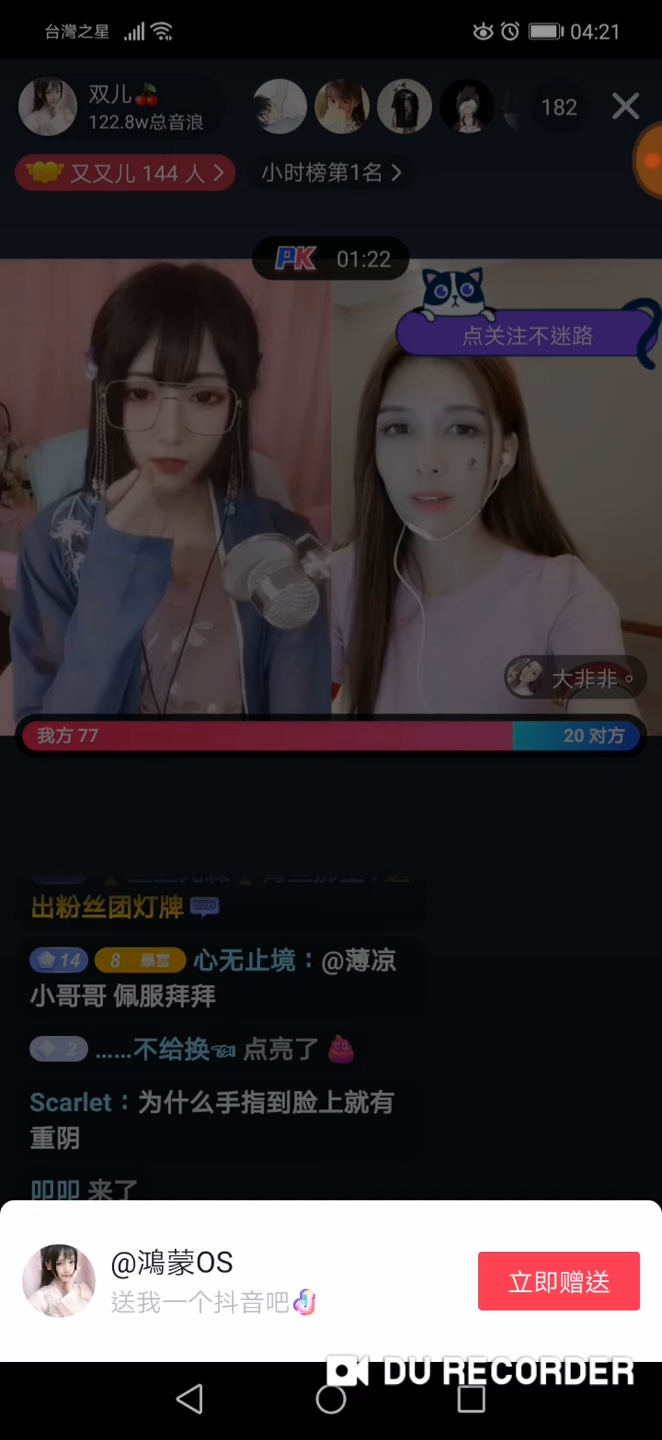 台灣之星
04:21
双儿🍒
122.8w总音浪
182
又又儿 144 人 >
小时榜第1名 >
PK 01:22
点关注不迷路
大非非。
我方 77
20 对方
出粉丝团灯牌
14 8 暴富 心无止境：@薄凉
小哥哥 佩服拜拜
2 ......不给换☜ 点亮了
Scarlet：为什么手指到脸上就有
重阴
叩叩 来了
@鴻蒙OS
送我一个抖音吧
立即赠送
DU RECORDER